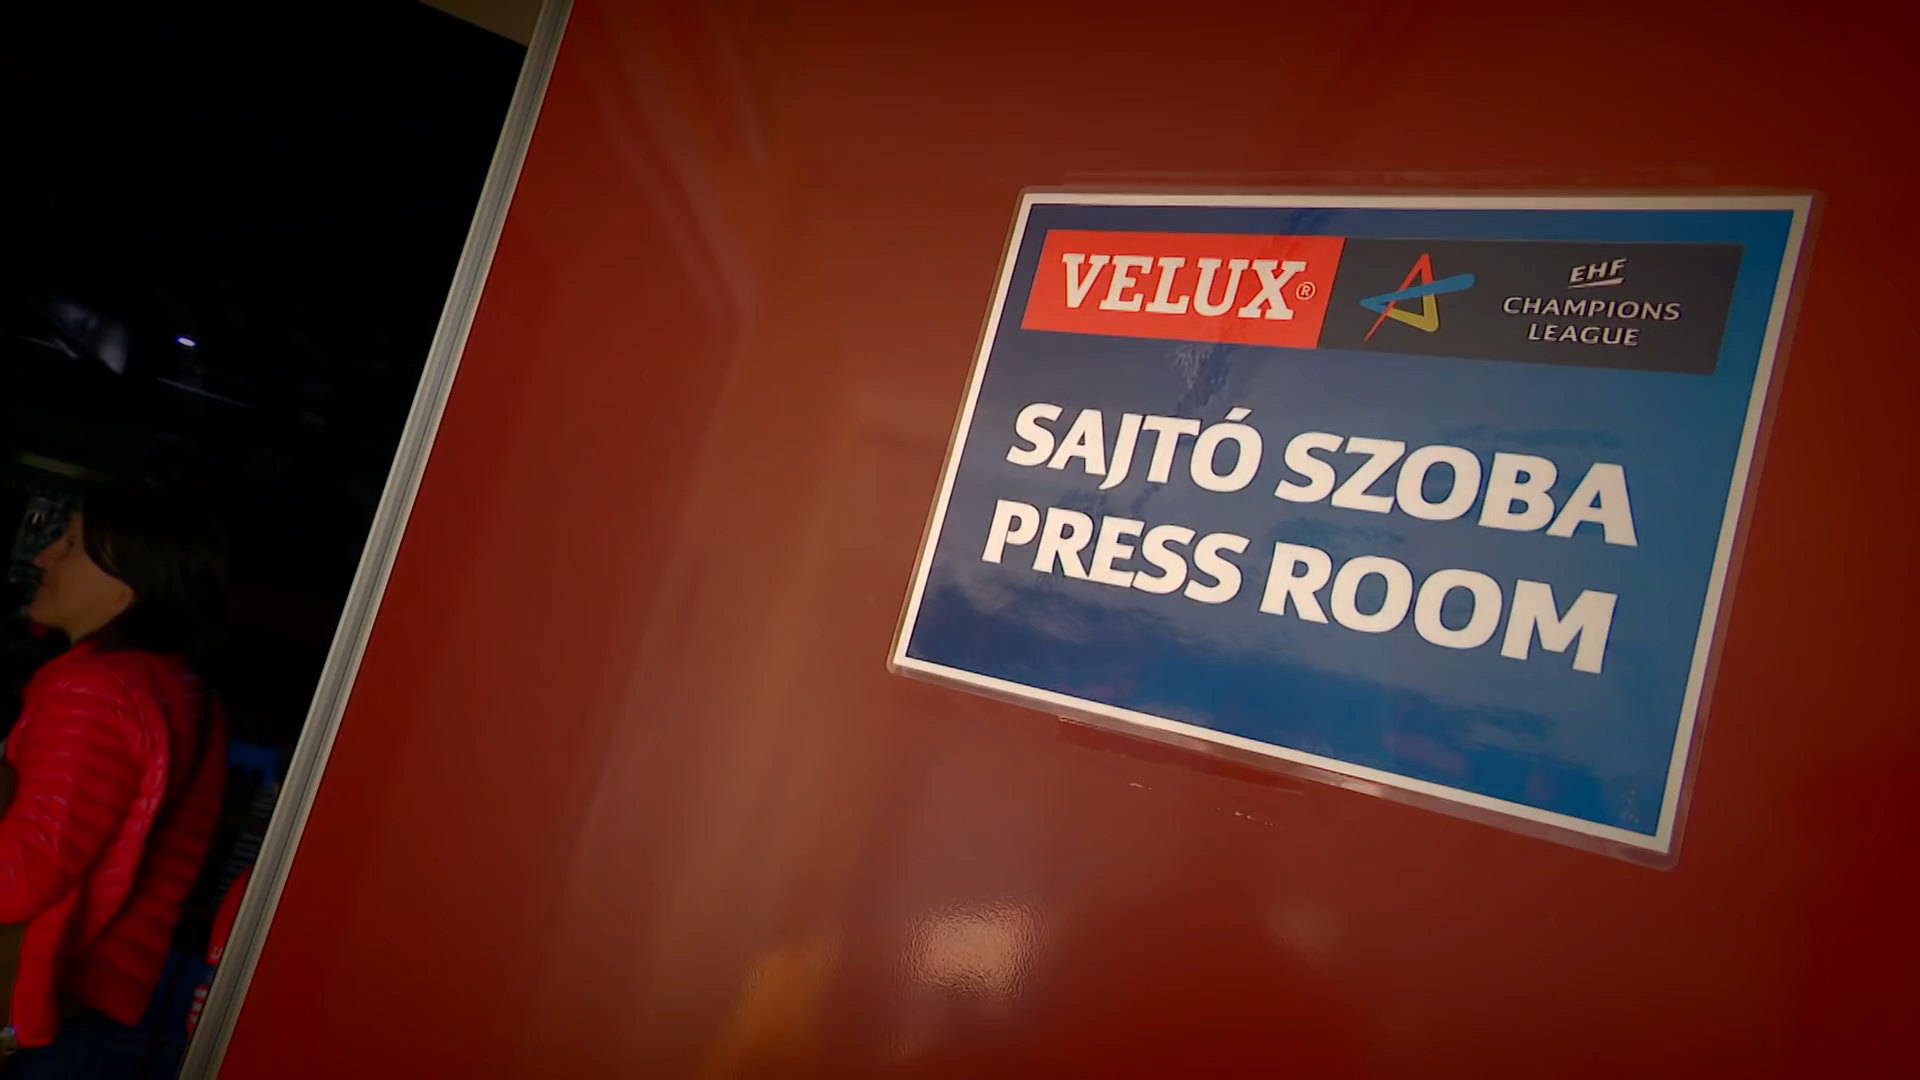 VELUX®
EHF
CHAMPIONS
LEAGUE
SAJTÓ SZOBA
PRESS ROOM